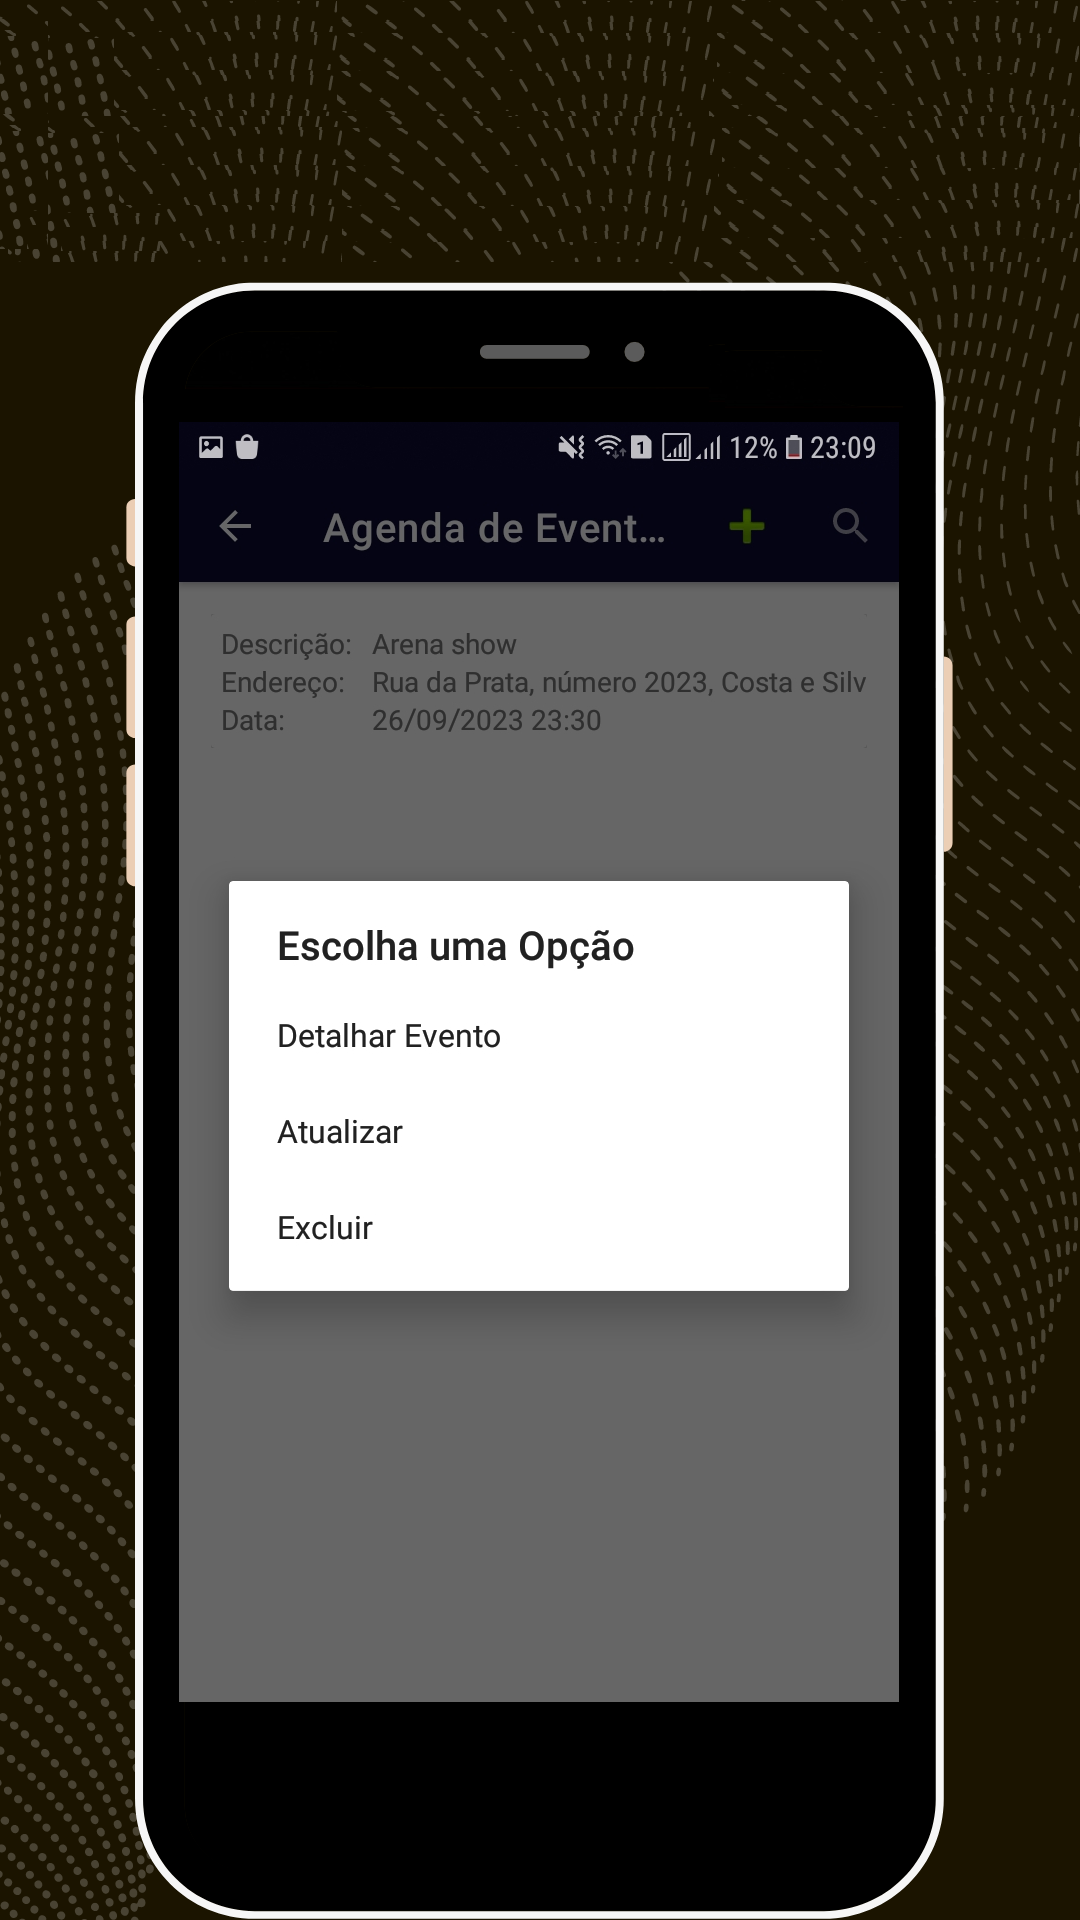 12% 23:09
Agenda de Event...
Descrição: Arena show
Endereço: Rua da Prata, número 2023, Costa e Silv
Data: 26/09/2023 23:30
Escolha uma Opção
Detalhar Evento
Atualizar
Excluir